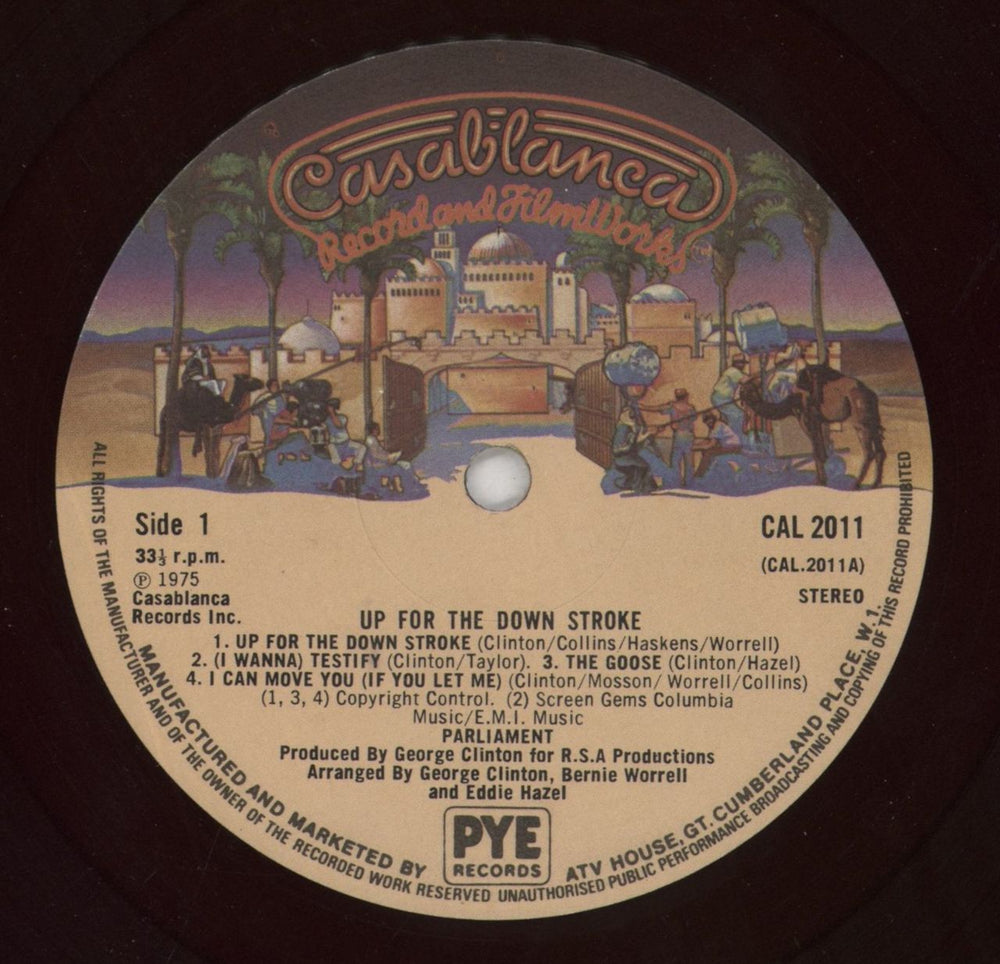 Casablanca
Record and FilmWorks™
Side 1
33⅓ r.p.m.
Ⓟ 1975
Casablanca
Records Inc.
CAL 2011
(CAL.2011A)
STEREO
UP FOR THE DOWN STROKE
1. UP FOR THE DOWN STROKE (Clinton/Collins/Haskens/Worrell)
2. (I WANNA) TESTIFY (Clinton/Taylor). 3. THE GOOSE (Clinton/Hazel)
4. I CAN MOVE YOU (IF YOU LET ME) (Clinton/Mosson/Worrell/Collins)
(1, 3, 4) Copyright Control. (2) Screen Gems Columbia
Music/E.M.I. Music
PARLIAMENT
Produced By George Clinton for R.S.A Productions
Arranged By George Clinton, Bernie Worrell
and Eddie Hazel
MANUFACTURED AND MARKETED BY
PYE
RECORDS
ATV HOUSE, GT. CUMBERLAND PLACE, W.1.
ALL RIGHTS OF THE MANUFACTURER AND OF THE OWNER OF THE RECORDED WORK RESERVED UNAUTHORISED PUBLIC PERFORMANCE BROADCASTING AND COPYING OF THIS RECORD PROHIBITED